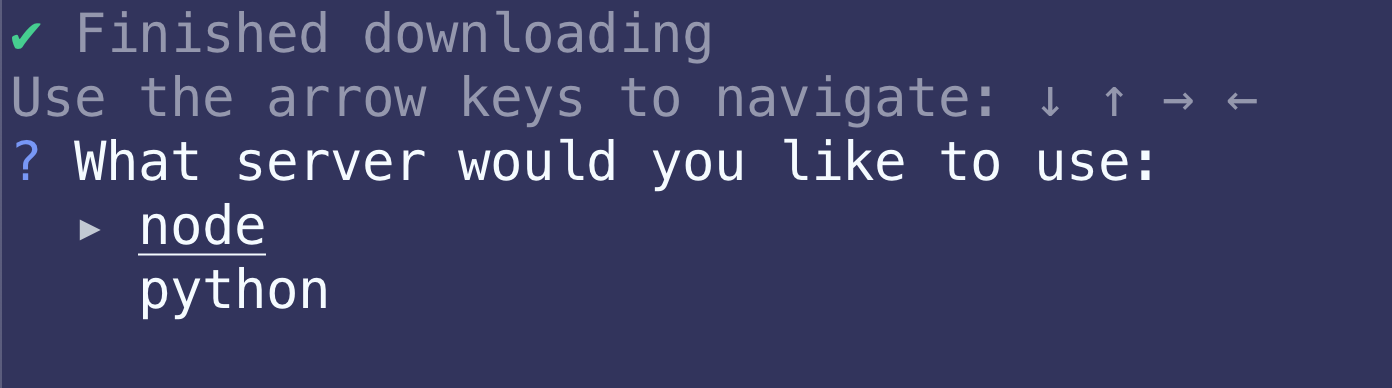 ✔ Finished downloading
Use the arrow keys to navigate: ↓ ↑ → ←
? What server would you like to use:
▸ node
python